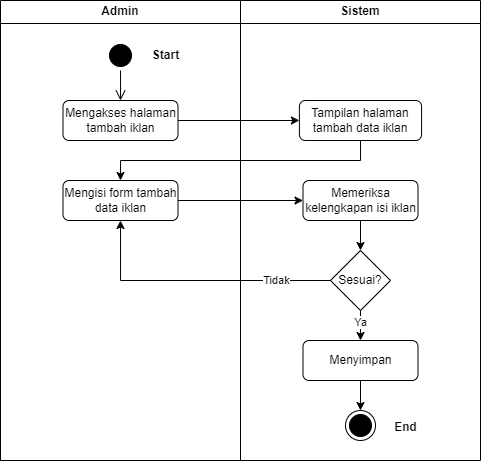 Admin
Sistem
Start
Mengakses halaman
tambah iklan
Tampilan halaman
tambah data iklan
Mengisi form tambah
data iklan
Memeriksa
kelengkapan isi iklan
Tidak
Sesuai?
Ya
Menyimpan
End